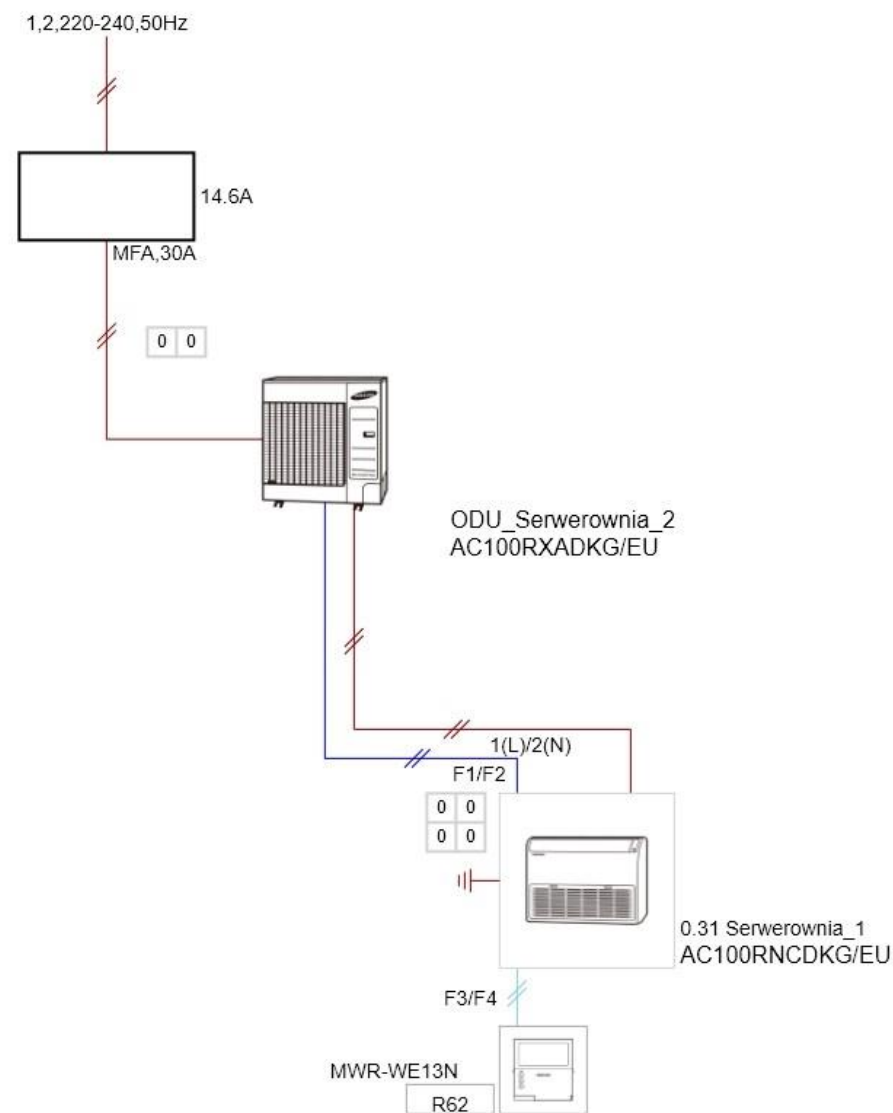 1,2,220-240,50Hz
14.6A
MFA,30A
0 0
ODU_Serwerownia_2
AC100RXADKG/EU
1(L)/2(N)
F1/F2
0 0
0 0
0.31 Serwerownia_1
AC100RNCDKG/EU
F3/F4
MWR-WE13N
R62